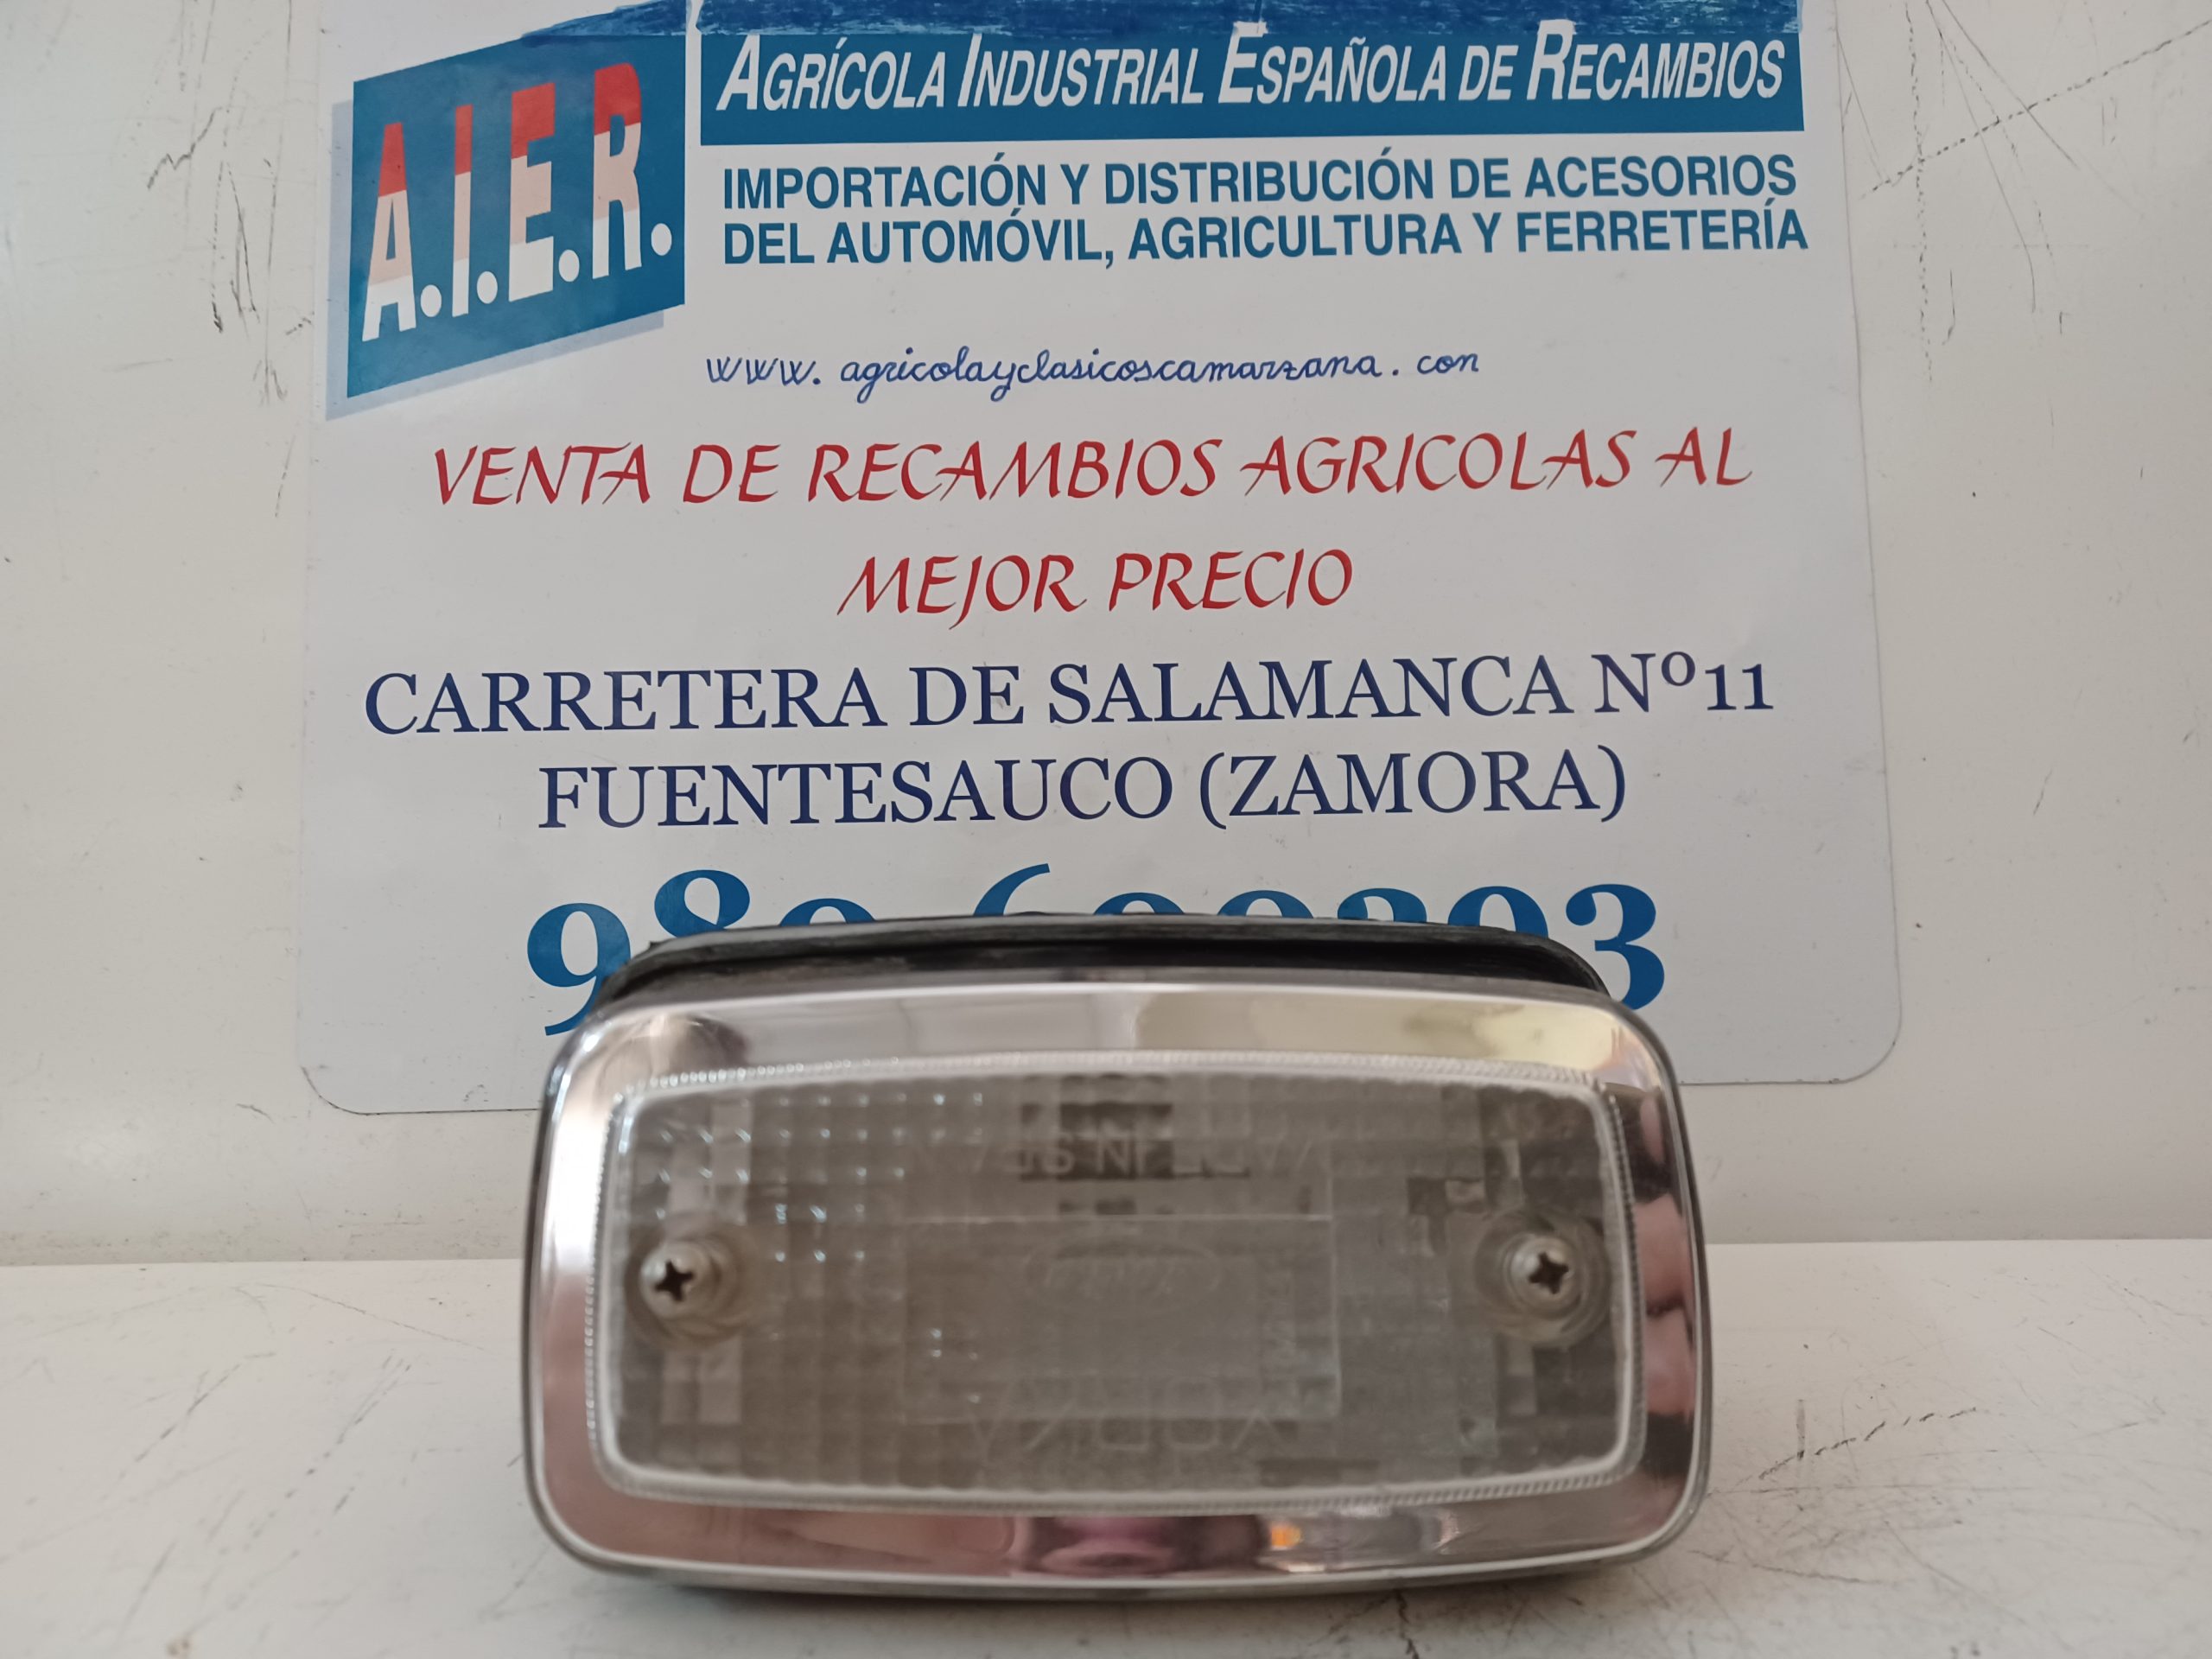 A.I.E.R.
AGRÍCOLA INDUSTRIAL ESPAÑOLA DE RECAMBIOS
IMPORTACIÓN Y DISTRIBUCIÓN DE ACESORIOS
DEL AUTOMÓVIL, AGRICULTURA Y FERRETERÍA
www.agricolayclasicoscamarzana.con
VENTA DE RECAMBIOS AGRICOLAS AL
MEJOR PRECIO
CARRETERA DE SALAMANCA Nº11
FUENTESAUCO (ZAMORA)